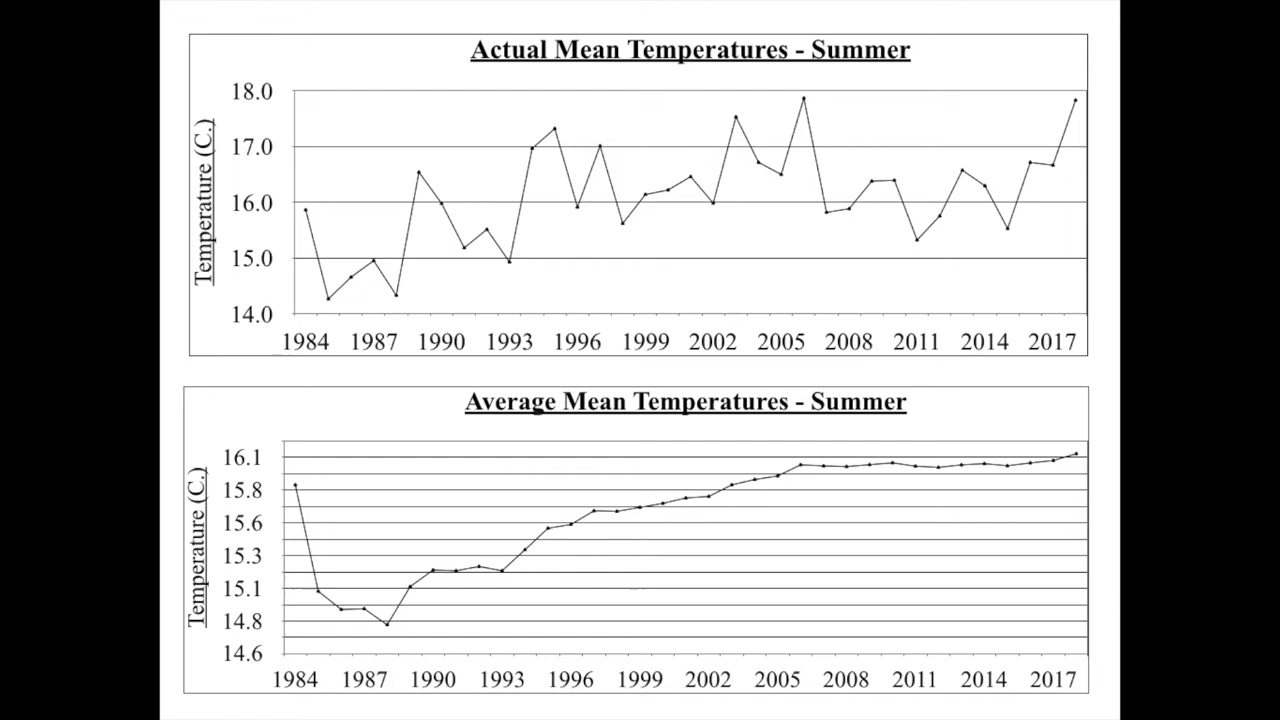 Actual Mean Temperatures - Summer
Temperature (C.)
18.0
17.0
16.0
15.0
14.0
1984 1987 1990 1993 1996 1999 2002 2005 2008 2011 2014 2017
Average Mean Temperatures - Summer
Temperature (C.)
16.1
15.8
15.6
15.3
15.1
14.8
14.6
1984 1987 1990 1993 1996 1999 2002 2005 2008 2011 2014 2017